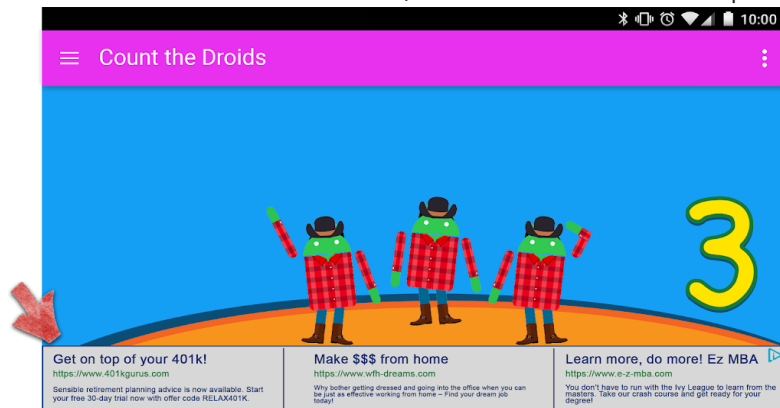 10:00
Count the Droids
3
Get on top of your 401k!
https://www.401kgurus.com
Sensible retirement planning advice is now available. Start
your free 30-day trial now with offer code RELAX401K.
Make $$$ from home
https://www.wfh-dreams.com
Why bother getting dressed and going into the office when you can
be just as effective working from home – Find your dream job
today!
Learn more, do more! Ez MBA
https://www.e-z-mba.com
You don't have to run with the Ivy League to learn from the
masters. Take our crash course and get ready for your
degree!